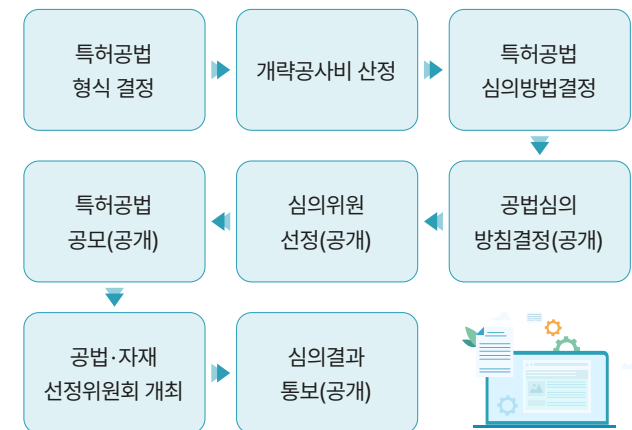 특허공법
형식 결정
개략공사비 산정
특허공법
심의방법결정
공법심의
방침결정(공개)
심의위원
선정(공개)
특허공법
공모(공개)
공법·자재
선정위원회 개최
심의결과
통보(공개)